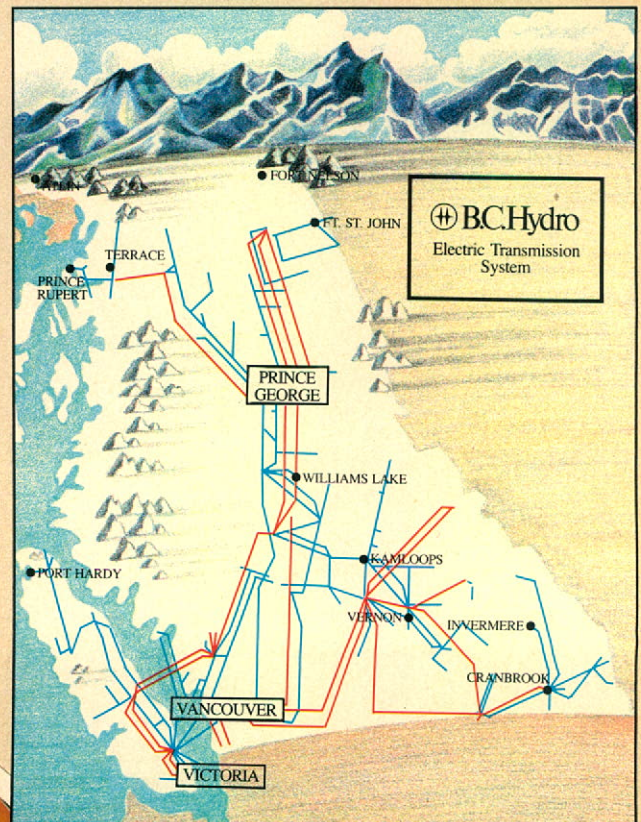 ATLIN
FORT NELSON
B.C.Hydro
Electric Transmission
System
FT. ST. JOHN
TERRACE
PRINCE
RUPERT
PRINCE
GEORGE
WILLIAMS LAKE
KAMLOOPS
PORT HARDY
VERNON
INVERMERE
CRANBROOK
VANCOUVER
VICTORIA